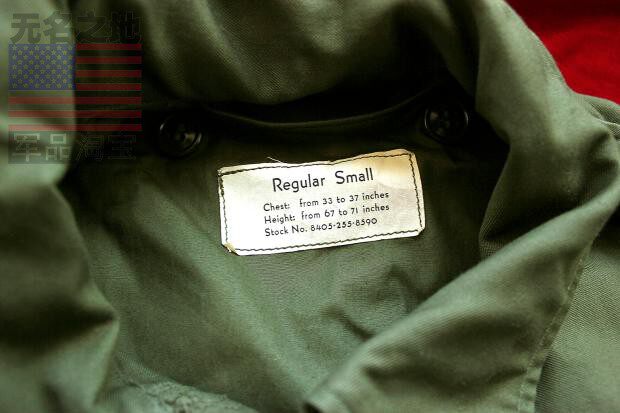 无名之地
军品淘宝
Regular Small
Chest: from 33 to 37 inches
Height: from 67 to 71 inches
Stock No. 8405-255-8590